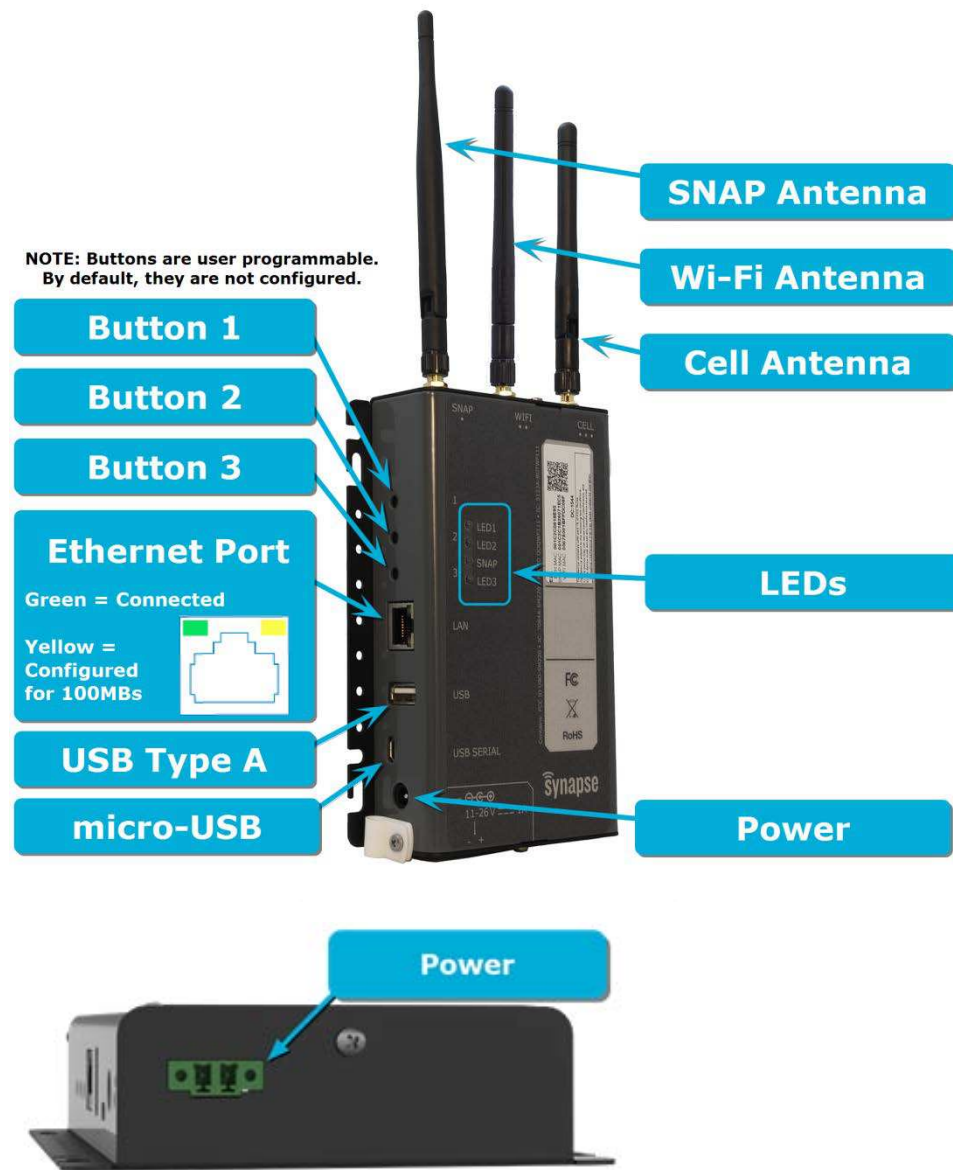 SNAP Antenna
Wi-Fi Antenna
Cell Antenna
NOTE: Buttons are user programmable.
By default, they are not configured.
Button 1
Button 2
Button 3
Ethernet Port
Green = Connected
Yellow =
Configured
for 100MBs
USB Type A
micro-USB
SNAP
WIFI
CELL
1
2
3
LED1
LED2
SNAP
LED3
LAN
USB
USB SERIAL
11-26V
- +
FC
RoHS
synapse
LEDs
Power
Power